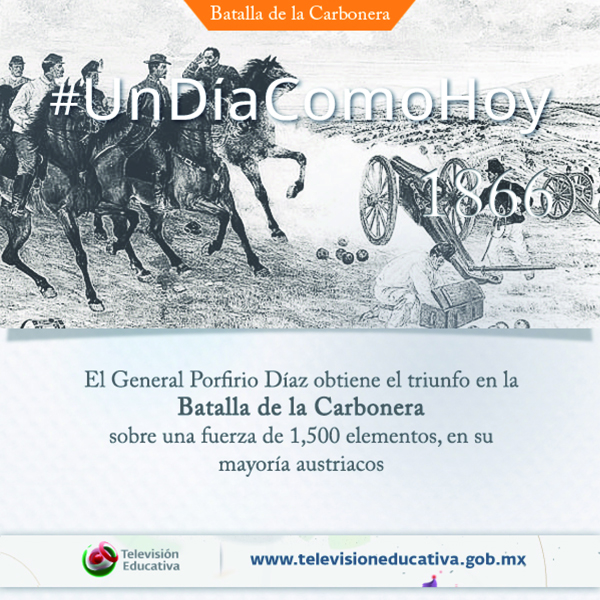 Batalla de la Carbonera
#UnDíaComoHoy
1866
El General Porfirio Díaz obtiene el triunfo en la
Batalla de la Carbonera
sobre una fuerza de 1,500 elementos, en su
mayoría austriacos
Televisión
Educativa
www.televisioneducativa.gob.mx